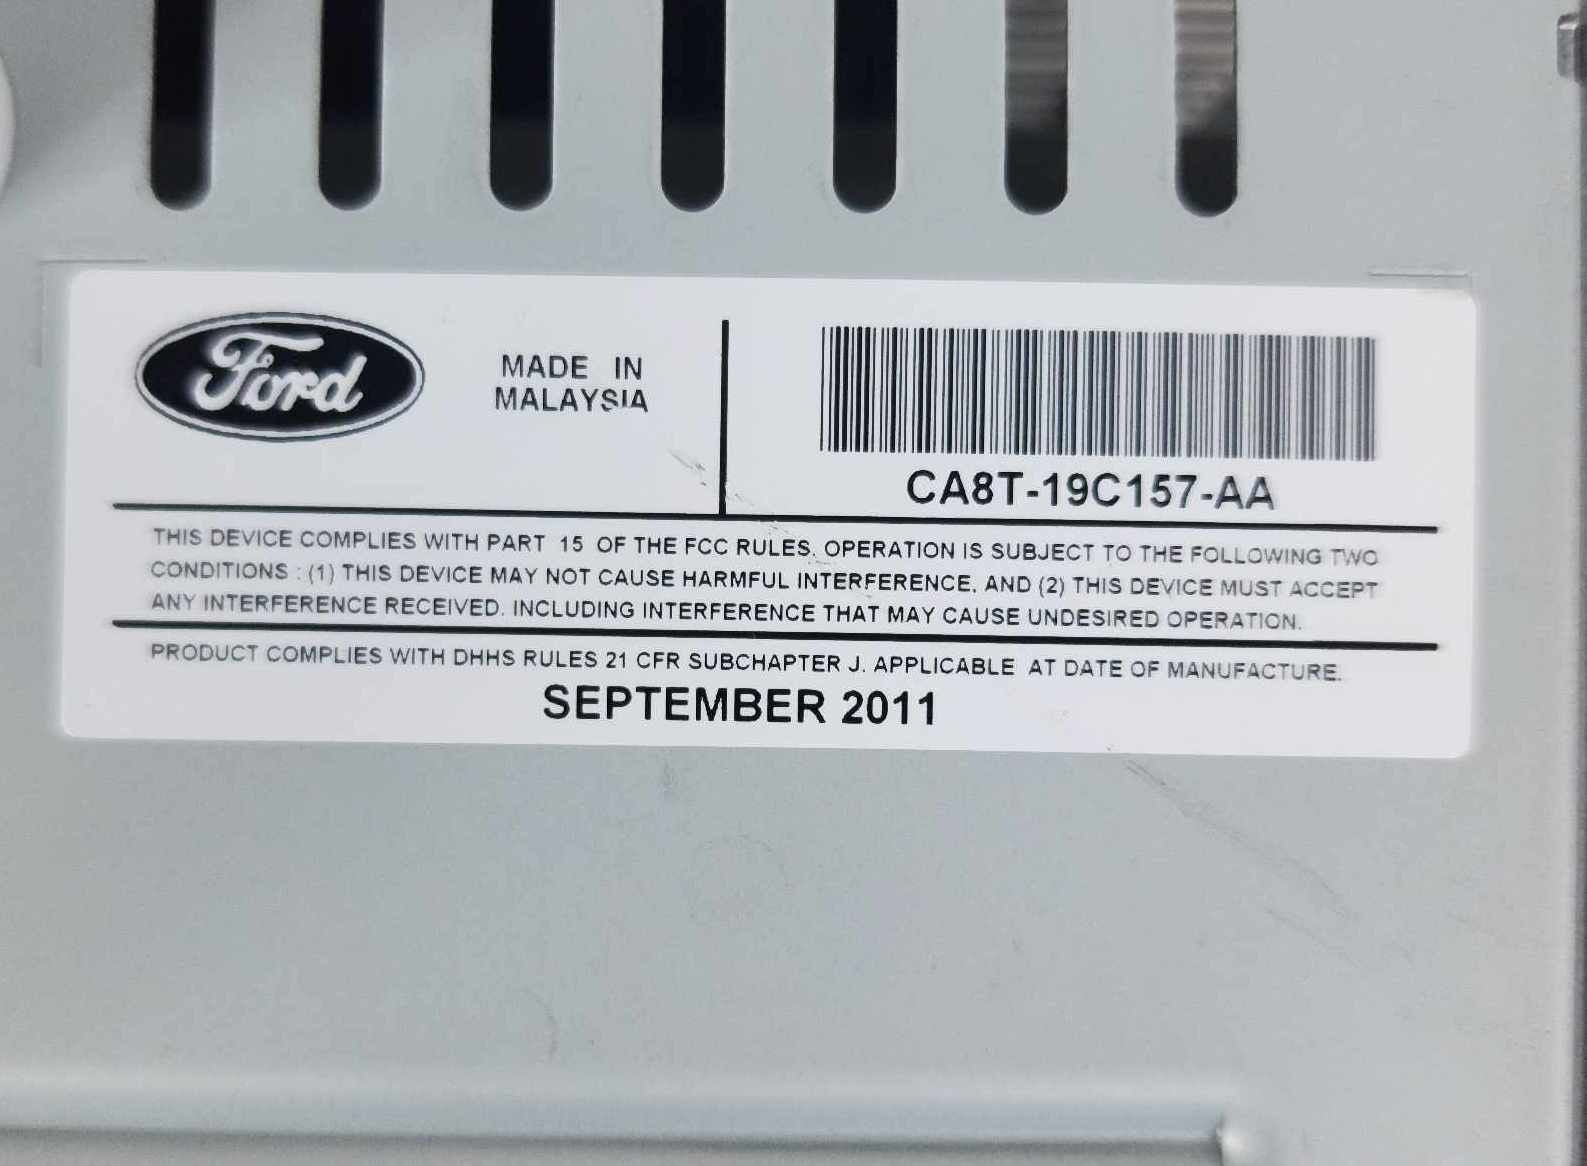 Ford
MADE IN
MALAYSIA
CA8T-19C157-AA
THIS DEVICE COMPLIES WITH PART 15 OF THE FCC RULES. OPERATION IS SUBJECT TO THE FOLLOWING TWO
CONDITIONS : (1) THIS DEVICE MAY NOT CAUSE HARMFUL INTERFERENCE. AND (2) THIS DEVICE MUST ACCEPT
ANY INTERFERENCE RECEIVED. INCLUDING INTERFERENCE THAT MAY CAUSE UNDESIRED OPERATION.
PRODUCT COMPLIES WITH DHHS RULES 21 CFR SUBCHAPTER J. APPLICABLE AT DATE OF MANUFACTURE.
SEPTEMBER 2011